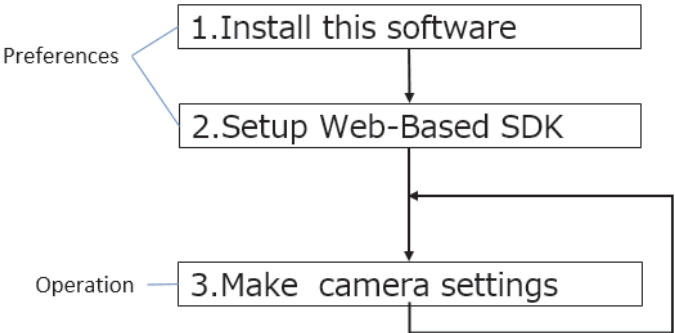 1.Install this software
Preferences
2.Setup Web-Based SDK
Operation
3.Make camera settings